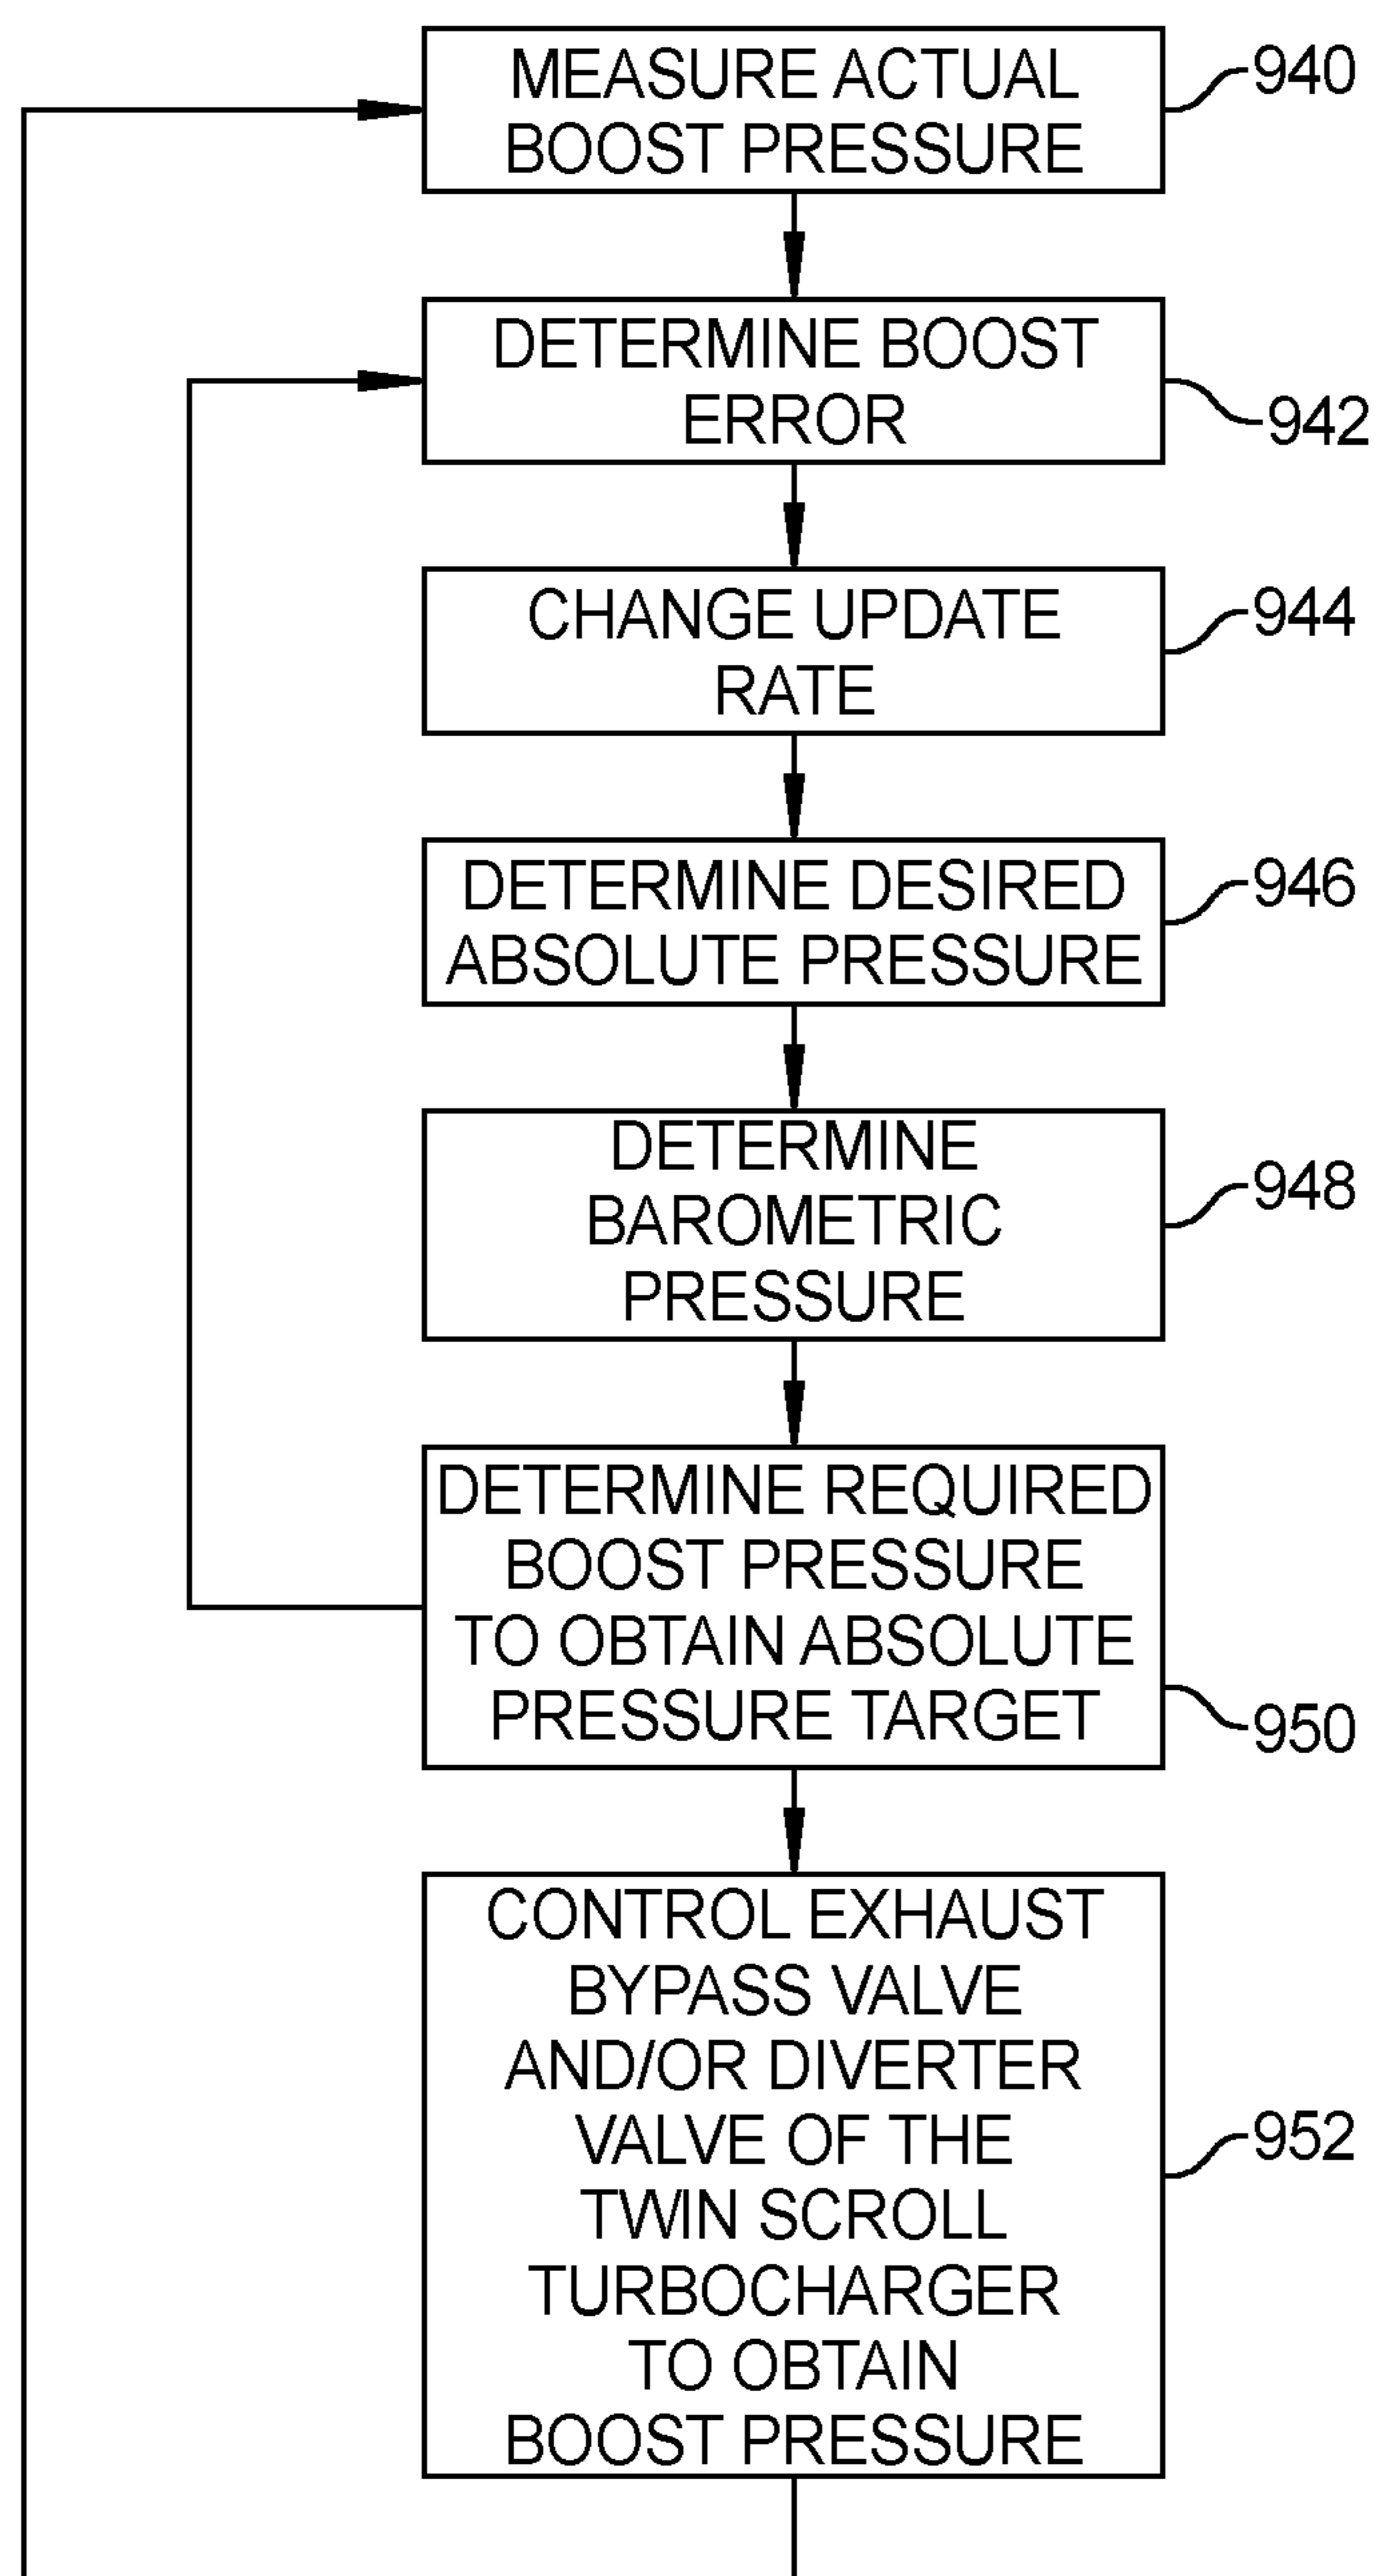 MEASURE ACTUAL
BOOST PRESSURE
940
DETERMINE BOOST
ERROR
942
CHANGE UPDATE
RATE
944
DETERMINE DESIRED
ABSOLUTE PRESSURE
946
DETERMINE
BAROMETRIC
PRESSURE
948
DETERMINE REQUIRED
BOOST PRESSURE
TO OBTAIN ABSOLUTE
PRESSURE TARGET
950
CONTROL EXHAUST
BYPASS VALVE
AND/OR DIVERTER
VALVE OF THE
TWIN SCROLL
TURBOCHARGER
TO OBTAIN
BOOST PRESSURE
952